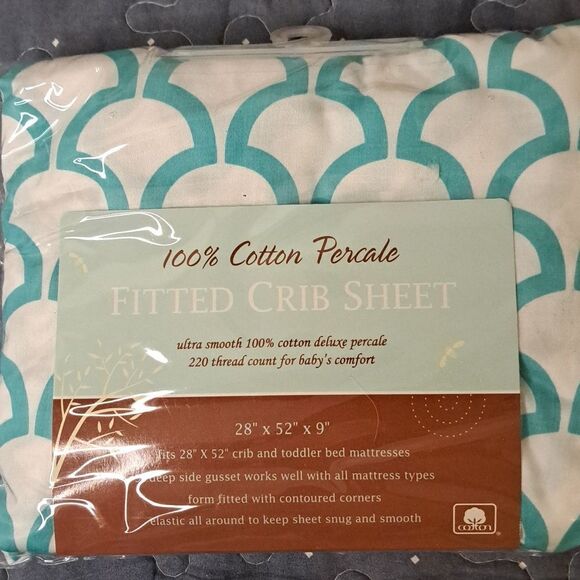 100% Cotton Percale
FITTED CRIB SHEET
ultra smooth 100% cotton deluxe percale
220 thread count for baby's comfort
28" x 52" x 9"
fits 28" X 52" crib and toddler bed mattresses
deep side gusset works well with all mattress types
form fitted with contoured corners
elastic all around to keep sheet snug and smooth
cotton